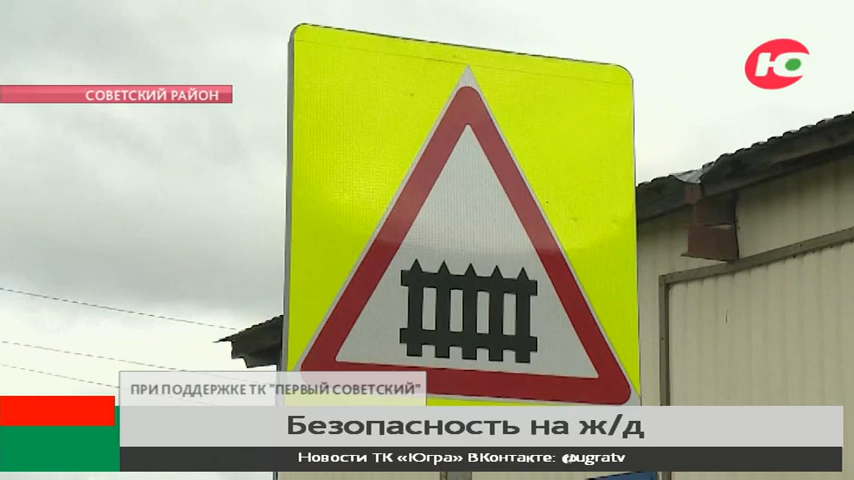 Ю
СОВЕТСКИЙ РАЙОН
ПРИ ПОДДЕРЖКЕ ТК "ПЕРВЫЙ СОВЕТСКИЙ"
Безопасность на ж/д
Новости ТК «Югра» ВКонтакте: @ugratv